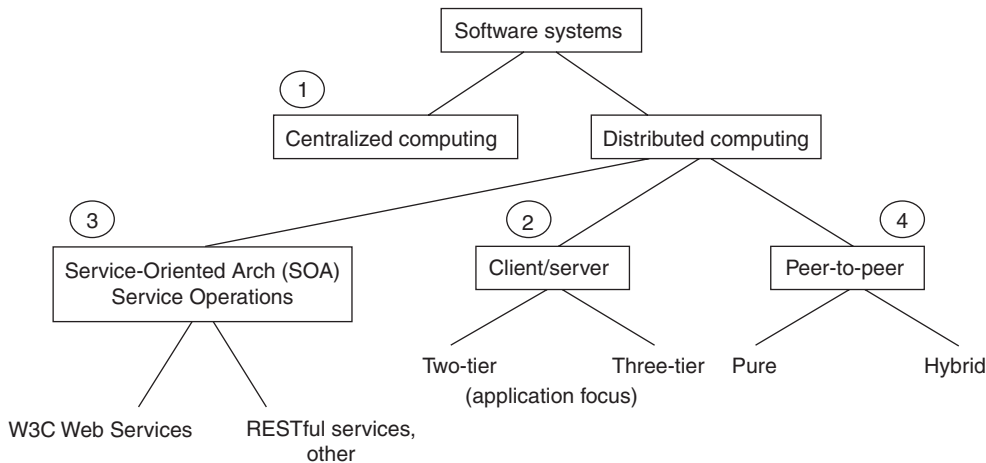 Software systems
1
Centralized computing
Distributed computing
3
2
4
Service-Oriented Arch (SOA)
Service Operations
Client/server
Peer-to-peer
Two-tier
Three-tier
Pure
Hybrid
(application focus)
W3C Web Services
RESTful services,
other